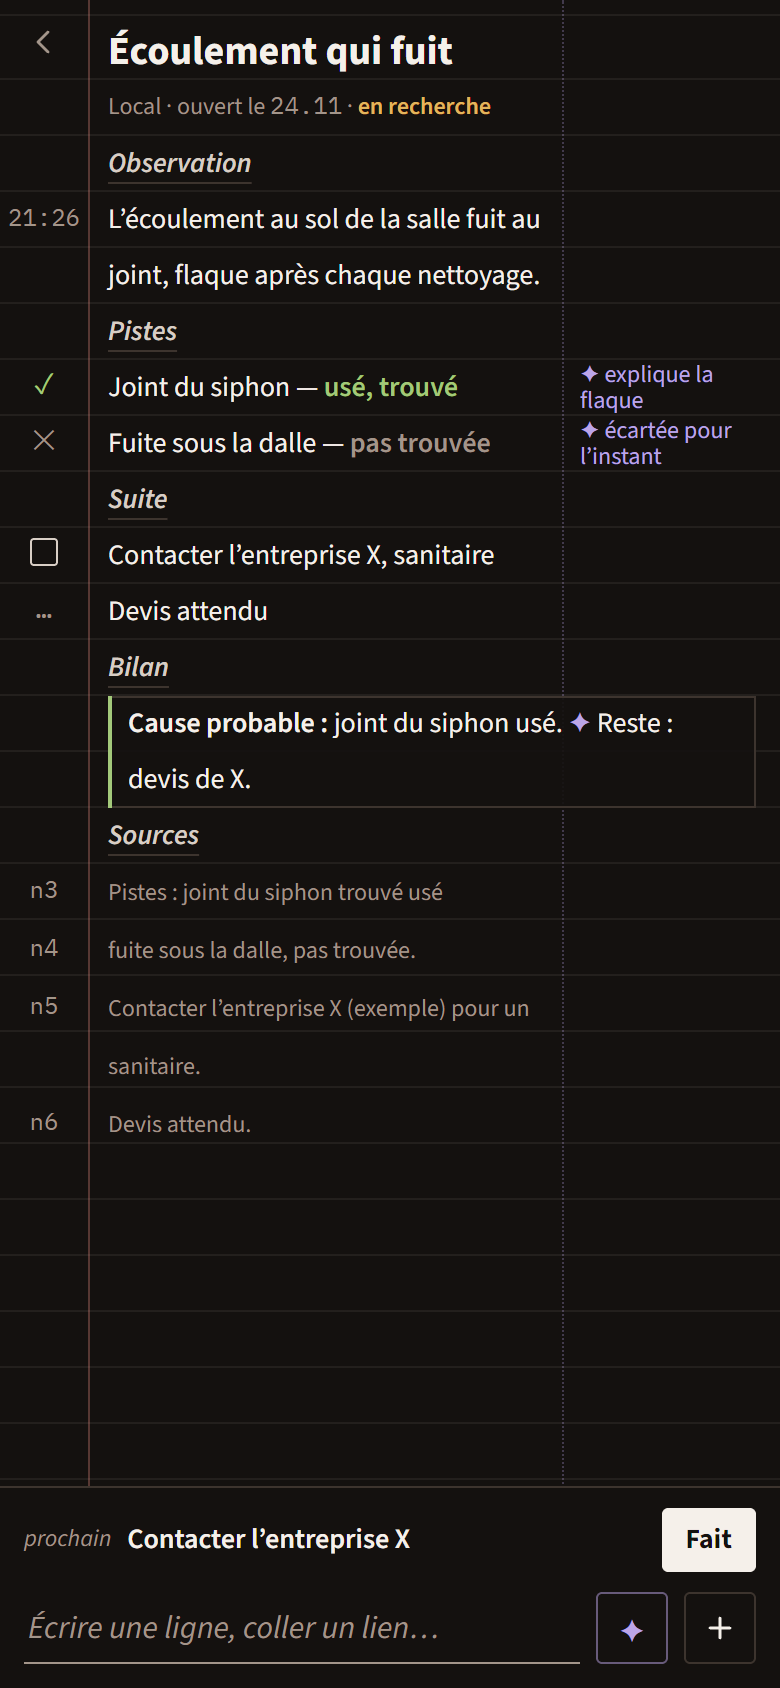 Écoulement qui fuit
Local · ouvert le 24.11 · en recherche
Observation
21:26 L’écoulement au sol de la salle fuit au
joint, flaque après chaque nettoyage.
Pistes
✓ Joint du siphon — usé, trouvé
✦ explique la
flaque
✕ Fuite sous la dalle — pas trouvée
✦ écartée pour
l’instant
Suite
Contacter l’entreprise X, sanitaire
… Devis attendu
Bilan
Cause probable : joint du siphon usé. ✦ Reste :
devis de X.
Sources
n3 Pistes : joint du siphon trouvé usé
n4 fuite sous la dalle, pas trouvée.
n5 Contacter l’entreprise X (exemple) pour un
sanitaire.
n6 Devis attendu.
prochain Contacter l’entreprise X
Fait
Écrire une ligne, coller un lien…
✦ +